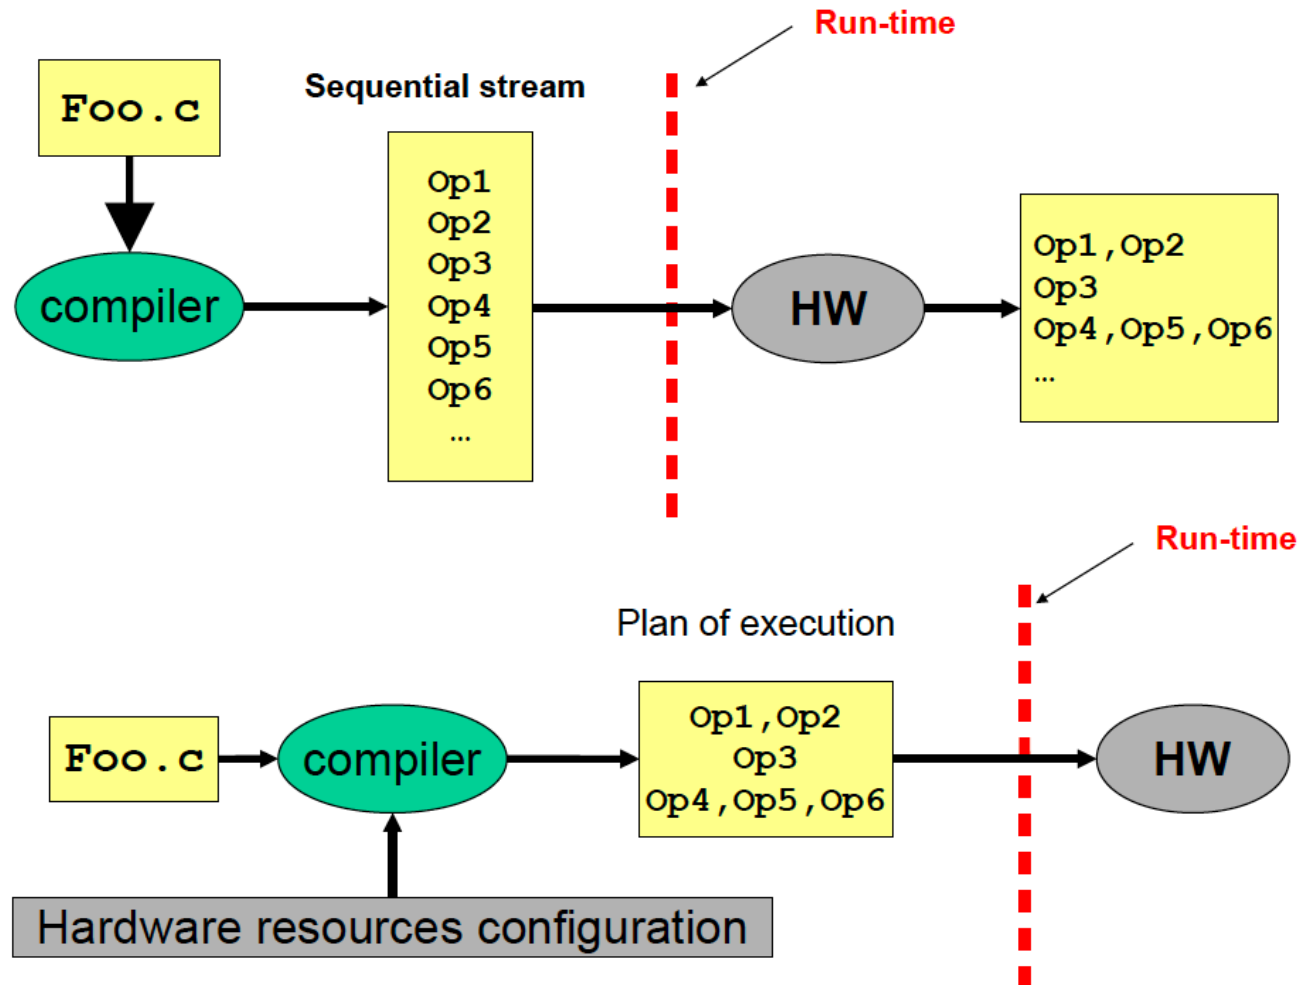 Run-time
Sequential stream
Foo.c
Op1
Op2
Op3
Op4
Op5
Op6
…
compiler
HW
Op1,Op2
Op3
Op4,Op5,Op6
…
Run-time
Plan of execution
Foo.c
compiler
Op1,Op2
Op3
Op4,Op5,Op6
HW
Hardware resources configuration